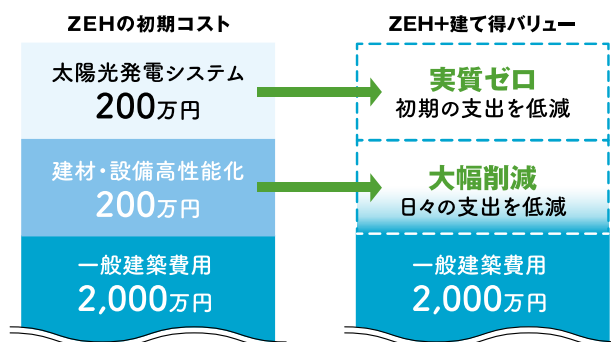 ZEHの初期コスト
太陽光発電システム
200万円
建材・設備高性能化
200万円
一般建築費用
2,000万円
ZEH+建て得バリュー
実質ゼロ
初期の支出を低減
大幅削減
日々の支出を低減
一般建築費用
2,000万円